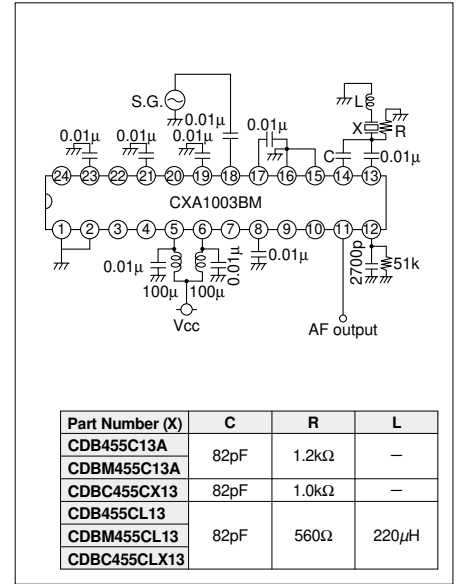 S.G.
L
X
R
0.01μ
0.01μ
0.01μ 0.01μ 0.01μ
C
0.01μ
24 23 22 21 20 19 18 17 16 15 14 13
CXA1003BM
1 2 3 4 5 6 7 8 9 10 11 12
0.01μ
0.01μ
0.01μ
2700p
51k
100μ 100μ
Vcc
AF output
Part Number (X) C R L
CDB455C13A
82pF 1.2kΩ –
CDBM455C13A
CDBC455CX13 82pF 1.0kΩ –
CDB455CL13
CDBM455CL13 82pF 560Ω 220μH
CDBC455CLX13